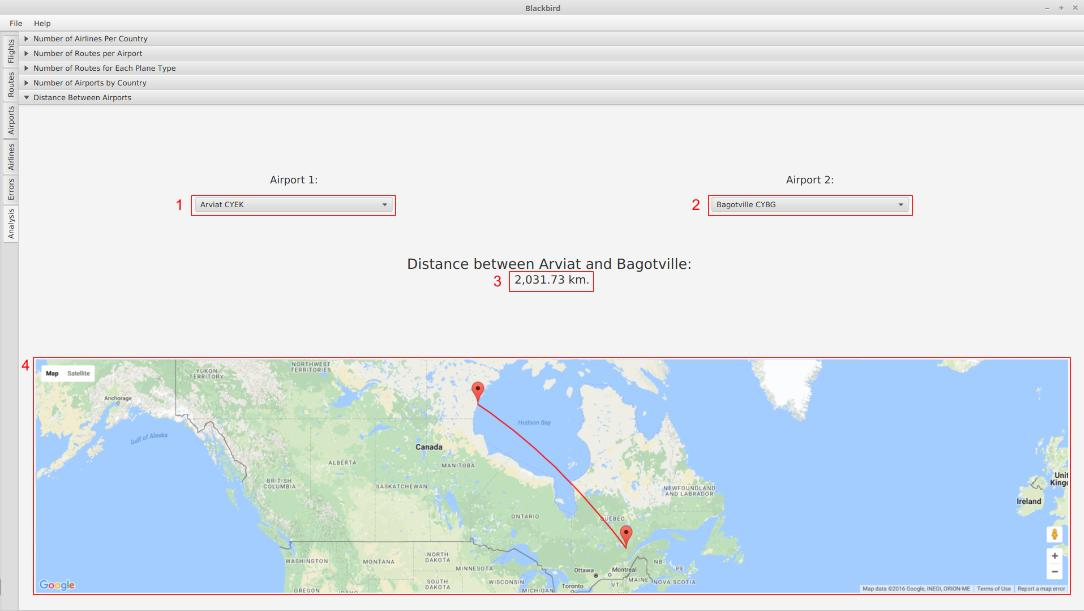 Blackbird
File Help
Number of Airlines Per Country
Number of Routes per Airport
Number of Routes for Each Plane Type
Number of Airports by Country
Distance Between Airports
Flights
Routes
Airports
Airlines
Errors
Analysis
Airport 1:
Airport 2:
1 Arviat CYEK
2 Bagotville CYBG
Distance between Arviat and Bagotville:
3 2,031.73 km.
4
Map Satellite
YUKON
TERRITORY
NORTHWEST
TERRITORIES
Anchorage
Gulf of Alaska
Hudson Bay
Canada
ALBERTA
MANITOBA
BRITISH
COLUMBIA
SASKATCHEWAN
NEWFOUNDLAND
AND LABRADOR
ONTARIO
QUEBEC
United
Kingd
Ireland
WASHINGTON
MONTANA
NORTH
DAKOTA
MINNESOTA
SOUTH
DAKOTA
WISCONSIN
MICHIGAN
OREGON
Ottawa
Montreal
Toronto
NB
PE
MAINE
NOVA SCOTIA
VT
Google
Map data ©2016 Google, INEGI, ORION-ME Terms of Use Report a map error